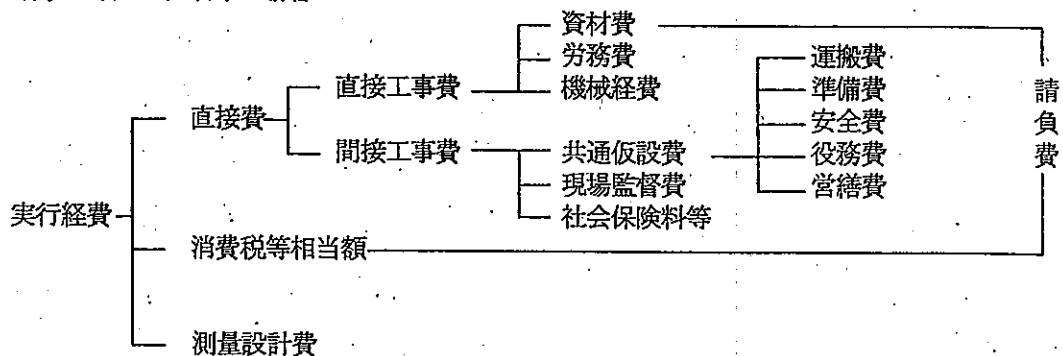 資材費
労務費
機械経費
直接工事費
直接費
間接工事費
共通仮設費
現場監督費
社会保険料等
運搬費
準備費
安全費
役務費
営繕費
請負費
実行経費
消費税等相当額
測量設計費